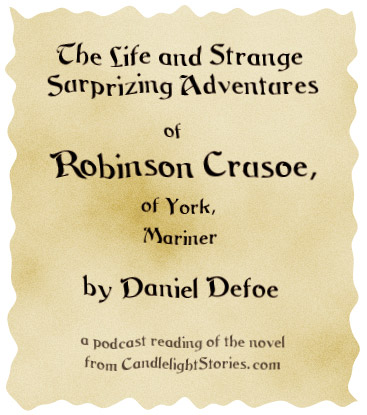 The Life and Strange
Surprizing Adventures
of
Robinson Crusoe,
of York,
Mariner
by Daniel Defoe
a podcast reading of the novel
from CandlelightStories.com